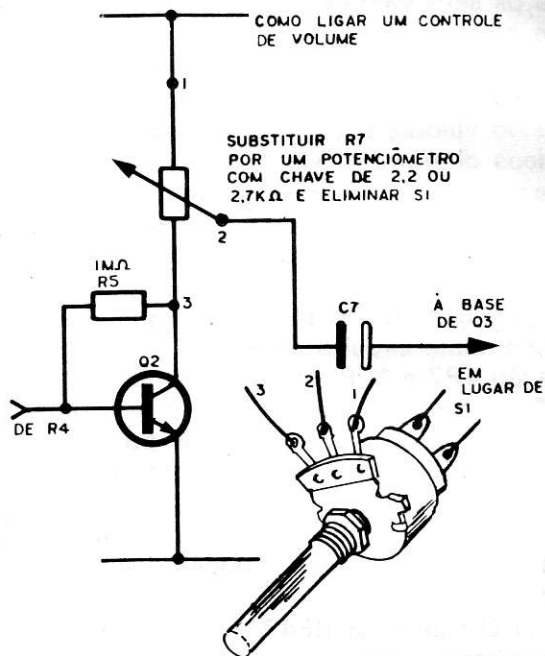 COMO LIGAR UM CONTROLE
DE VOLUME
1
SUBSTITUIR R7
POR UM POTENCIÔMETRO
COM CHAVE DE 2,2 OU
2,7KΩ E ELIMINAR S1
2
1MΩ
R5
3
C7
À BASE
DE Q3
Q2
DE R4
3
2
1
EM
LUGAR DE
S1